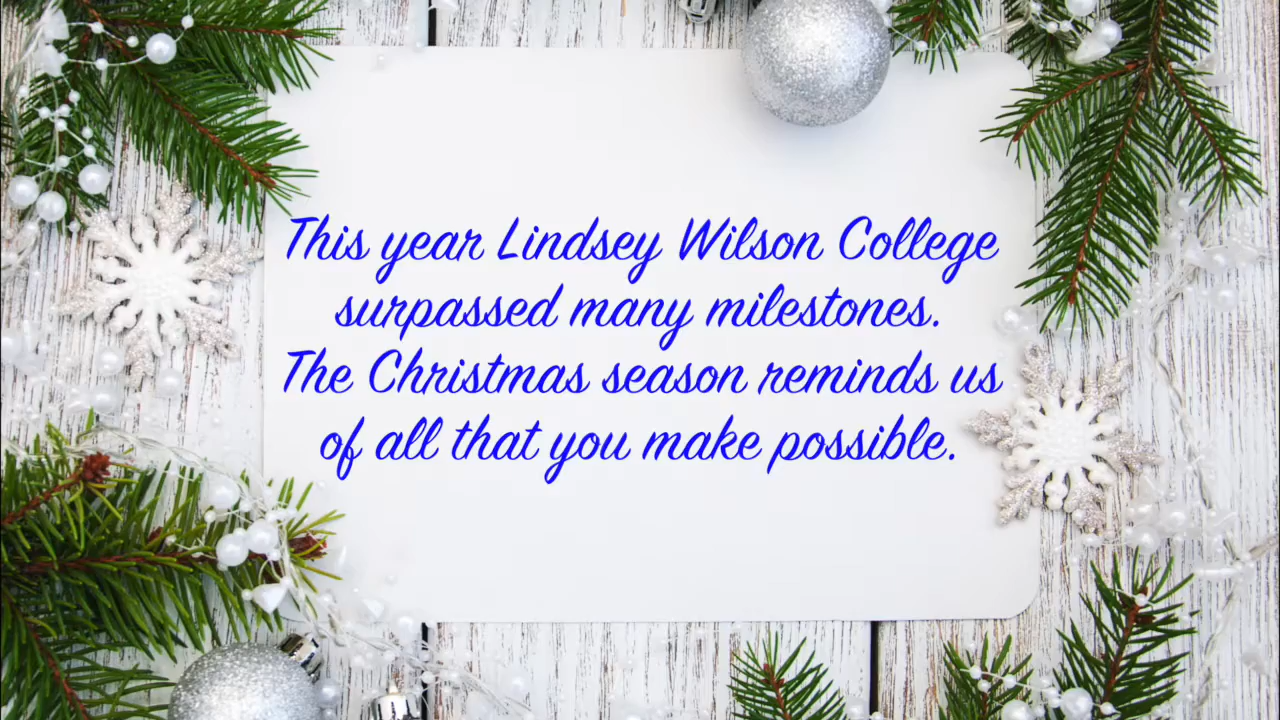 This year Lindsey Wilson College
surpassed many milestones.
The Christmas season reminds us
of all that you make possible.